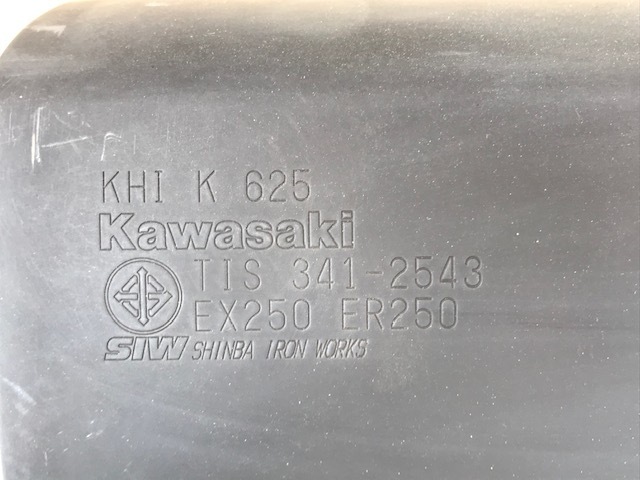 KHI K 625
Kawasaki
TIS 341-2543
EX250 ER250
SIW SHINBA IRON WORKS